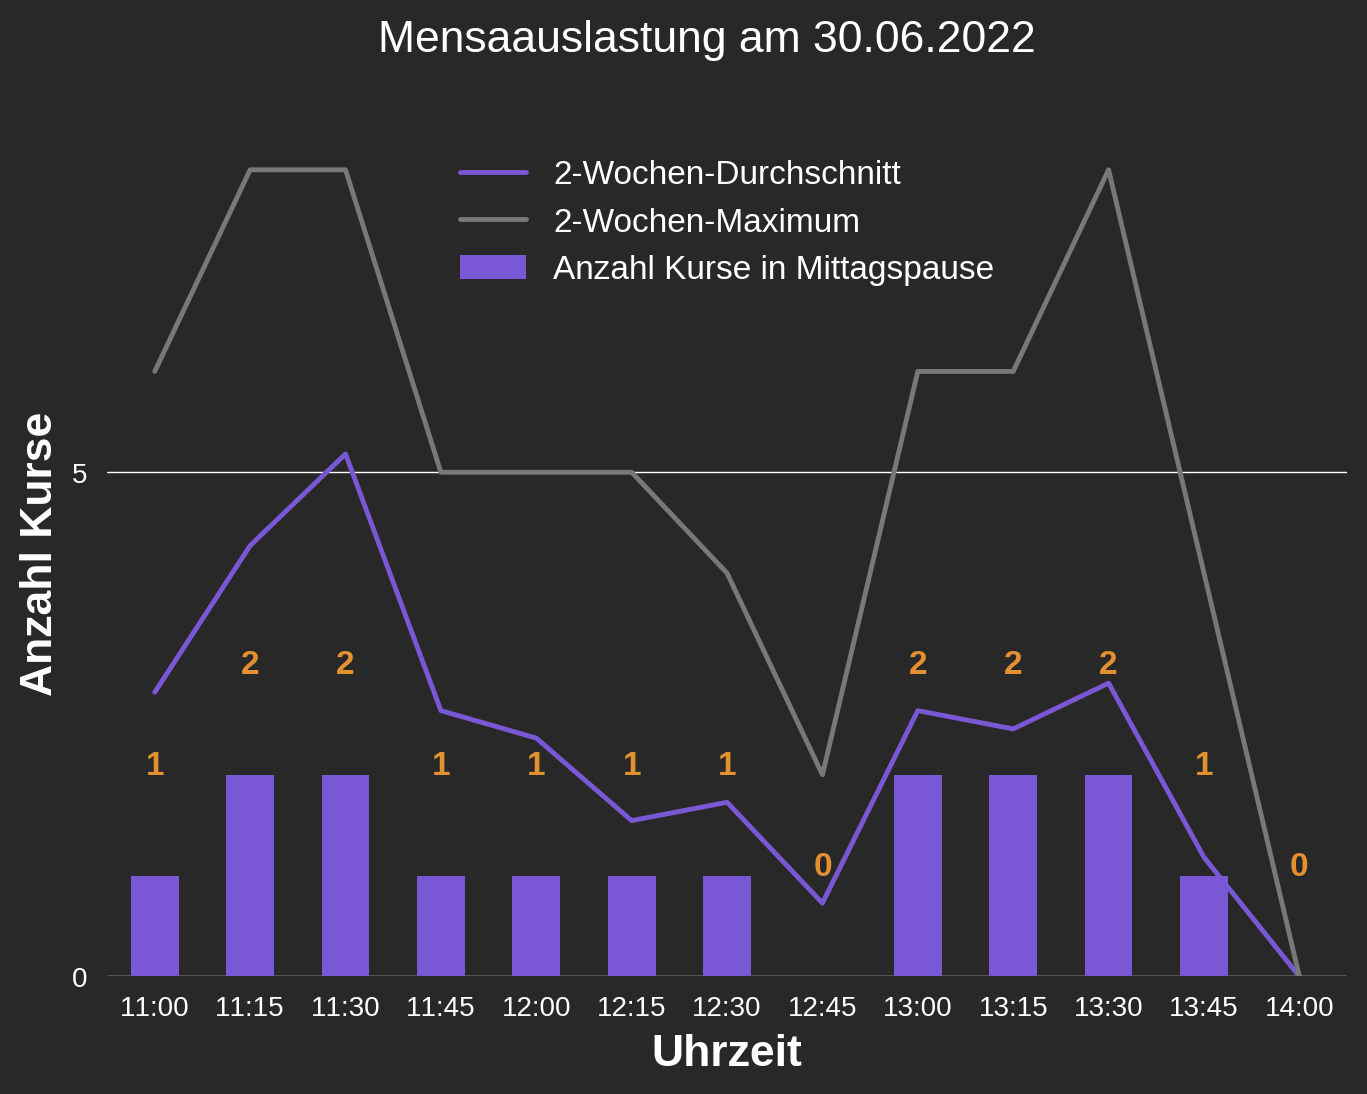 Mensaauslastung am 30.06.2022
2-Wochen-Durchschnitt
2-Wochen-Maximum
Anzahl Kurse in Mittagspause
Anzahl Kurse
5
0
1 2 2 1 1 1 1 0 2 2 2 1 0
11:00 11:15 11:30 11:45 12:00 12:15 12:30 12:45 13:00 13:15 13:30 13:45 14:00
Uhrzeit